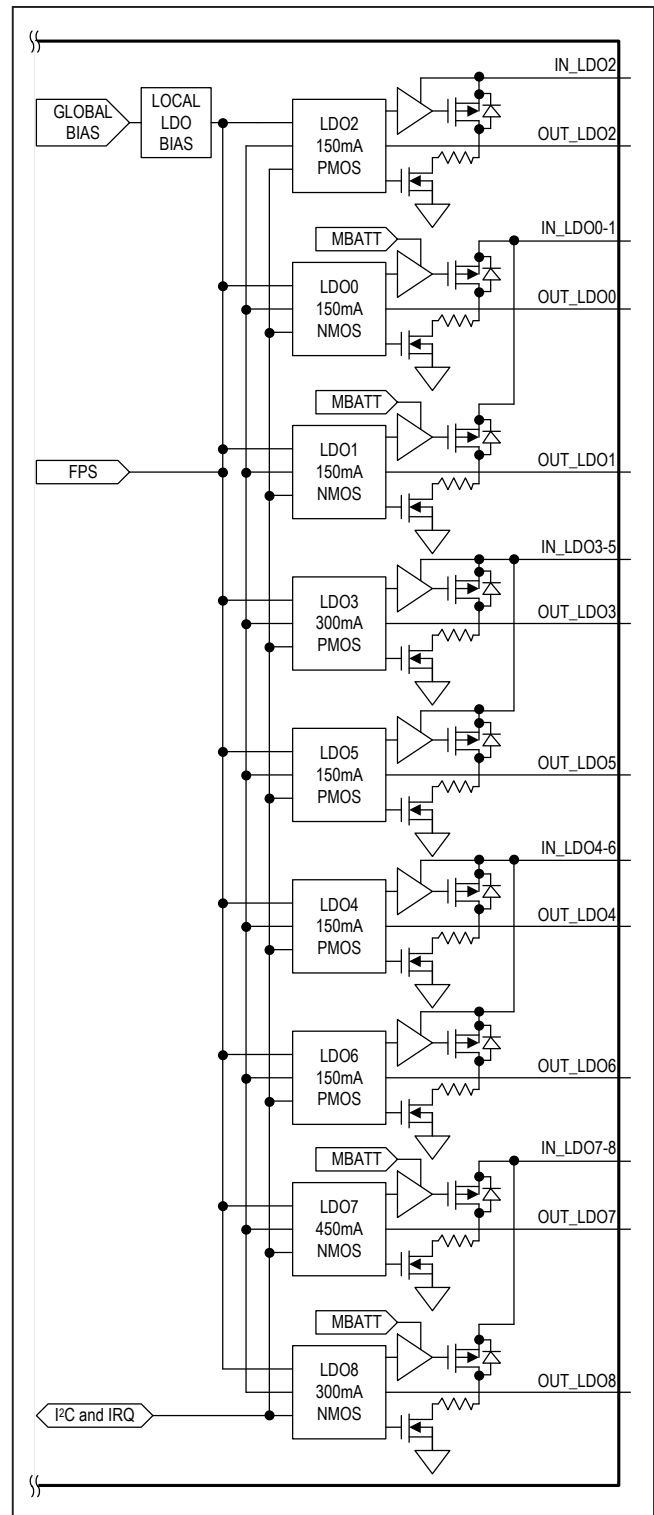 IN_LDO2
GLOBAL
BIAS
LOCAL
LDO
BIAS
LDO2
150mA
PMOS
OUT_LDO2
MBATT
IN_LDO0-1
LDO0
150mA
NMOS
OUT_LDO0
MBATT
LDO1
150mA
NMOS
OUT_LDO1
FPS
IN_LDO3-5
LDO3
300mA
PMOS
OUT_LDO3
LDO5
150mA
PMOS
OUT_LDO5
IN_LDO4-6
LDO4
150mA
PMOS
OUT_LDO4
LDO6
150mA
PMOS
OUT_LDO6
MBATT
IN_LDO7-8
LDO7
450mA
NMOS
OUT_LDO7
MBATT
LDO8
300mA
NMOS
OUT_LDO8
I²C and IRQ